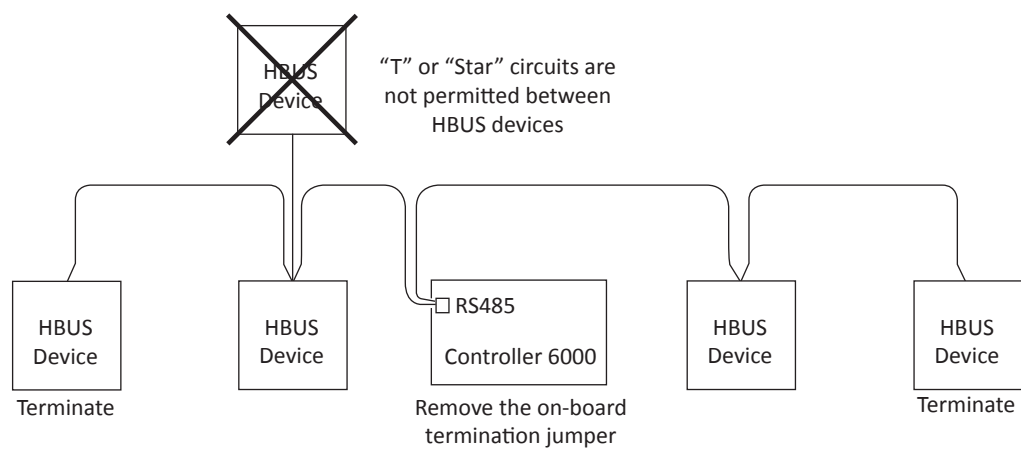 HBUS
Device
“T” or “Star” circuits are
not permitted between
HBUS devices
HBUS
Device
Terminate
HBUS
Device
RS485
Controller 6000
Remove the on-board
termination jumper
HBUS
Device
HBUS
Device
Terminate